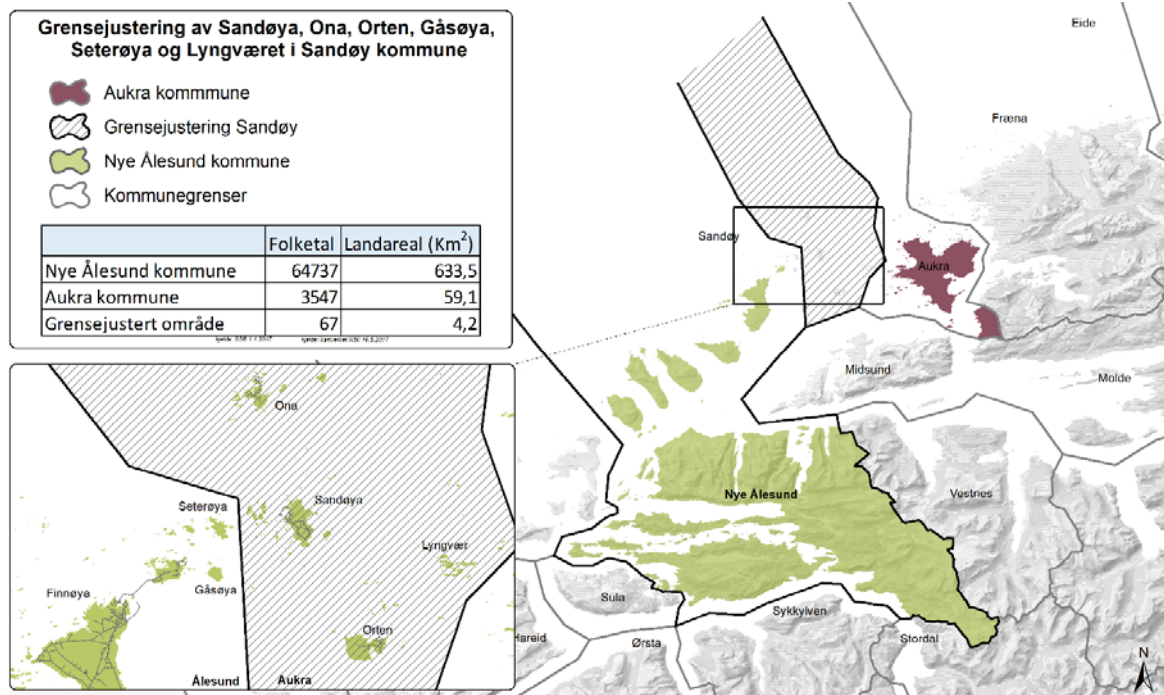 Grensejustering av Sandøya, Ona, Orten, Gåsøya,
Seterøya og Lyngværet i Sandøy kommune
Aukra kommmune
Grensejustering Sandøy
Nye Ålesund kommune
Kommunegrenser
Folketal Landareal (Km²)
Nye Ålesund kommune 64737 633,5
Aukra kommune 3547 59,1
Grensejustert område 67 4,2
Eide
Fræna
Sandøy
Aukra
Midsund
Molde
Nye Ålesund
Vestnes
Sula
Sykkylven
Hareid
Ørsta
Stordal
N
Ona
Seterøya
Sandøya
Lyngvær
Finnøya
Gåsøya
Orten
Ålesund
Aukra